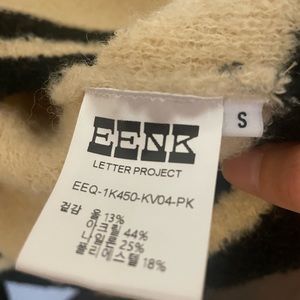 EENK
LETTER PROJECT
S
EEQ-1K450-KV04-PK
겉감
울 13%
아크릴 44%
나일론 25%
폴리에스텔 18%